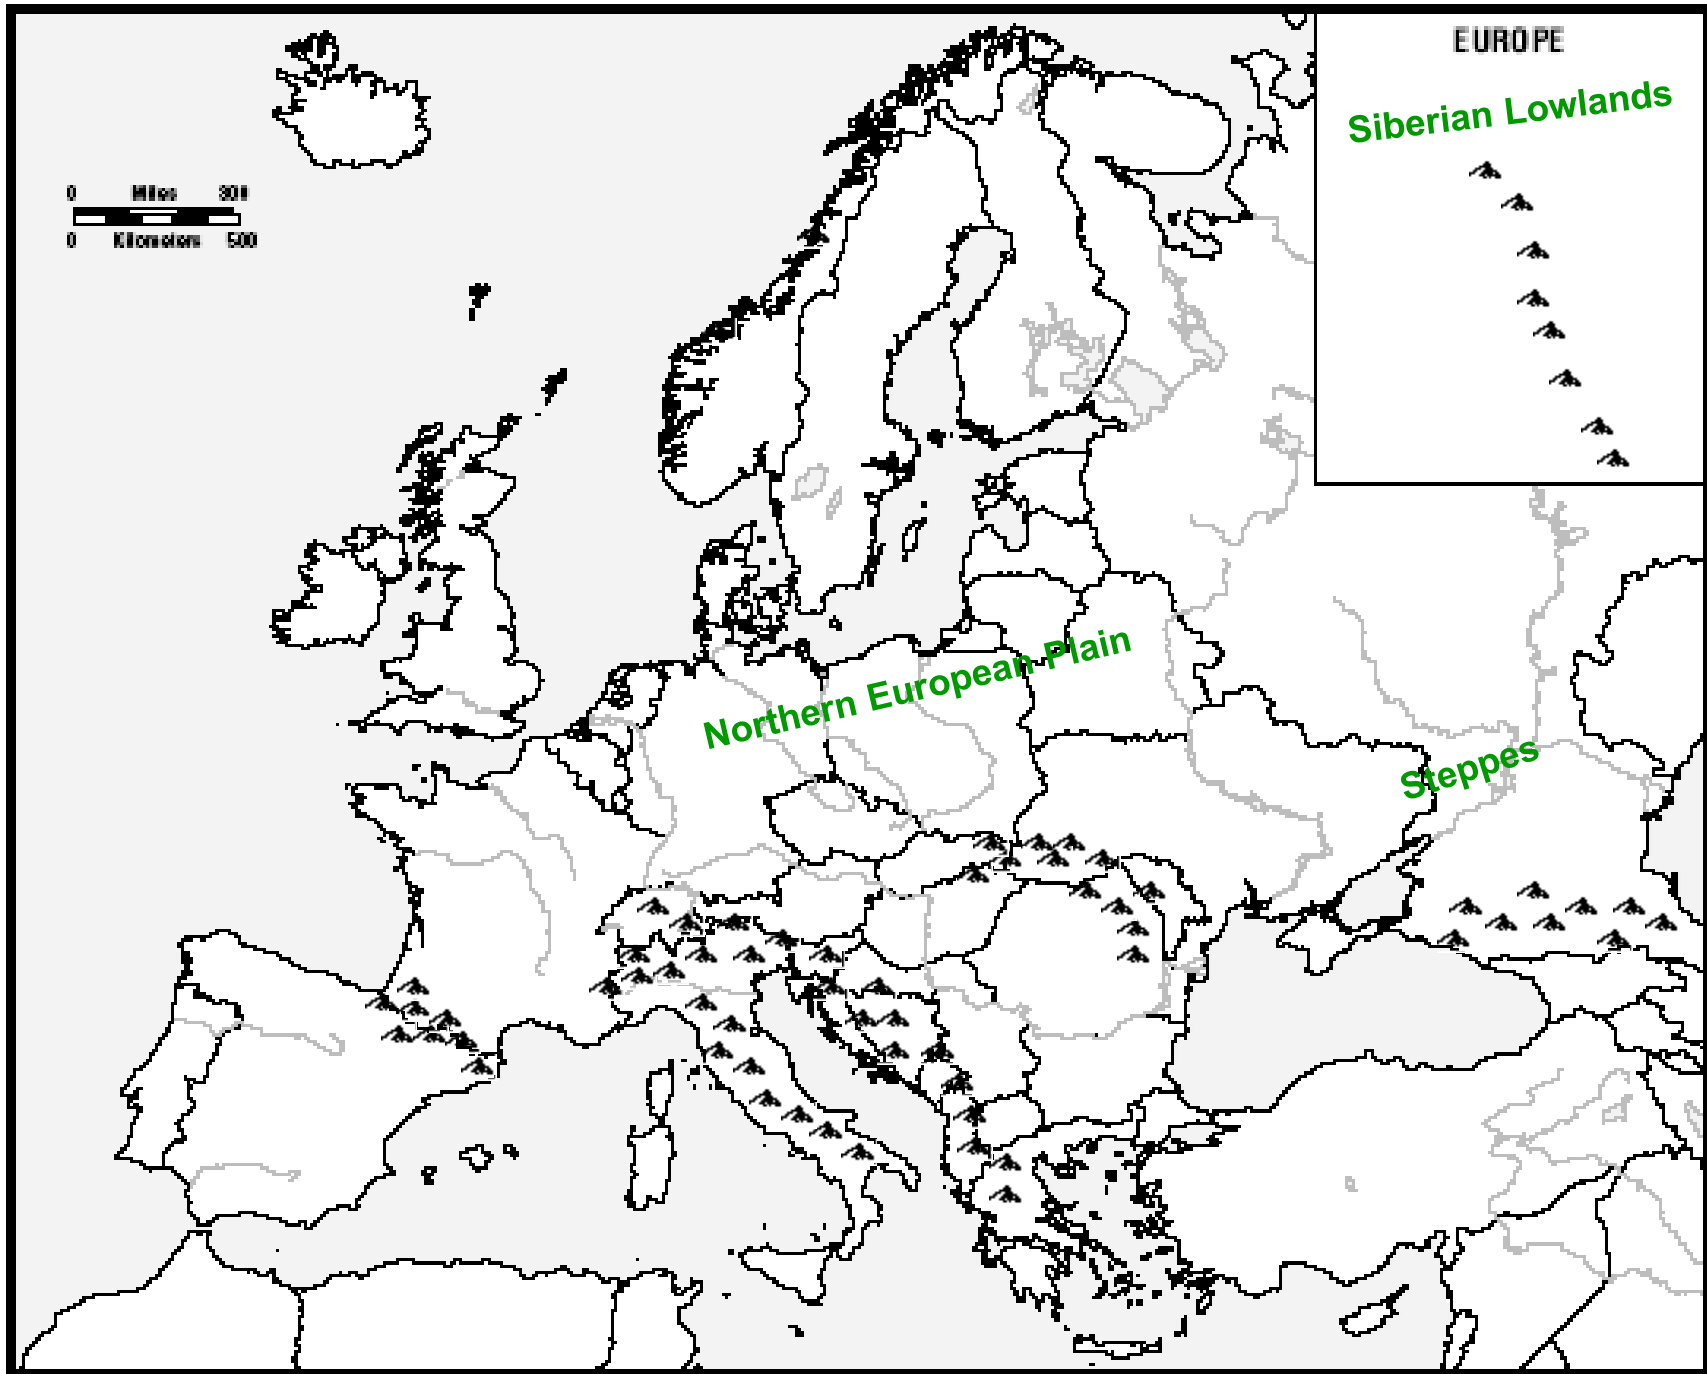 EUROPE
Siberian Lowlands
0 Miles 300
0 Kilometers 500
Northern European Plain
Steppes